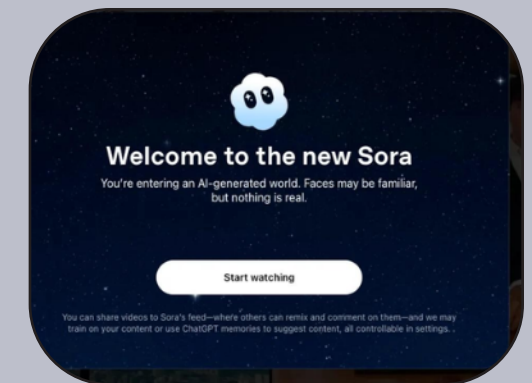 Welcome to the new Sora
You're entering an AI-generated world. Faces may be familiar,
but nothing is real.
Start watching
You can share videos to Sora's feed—where others can remix and comment on them—and we may
train on your content or use ChatGPT memories to suggest content, all controllable in settings. .